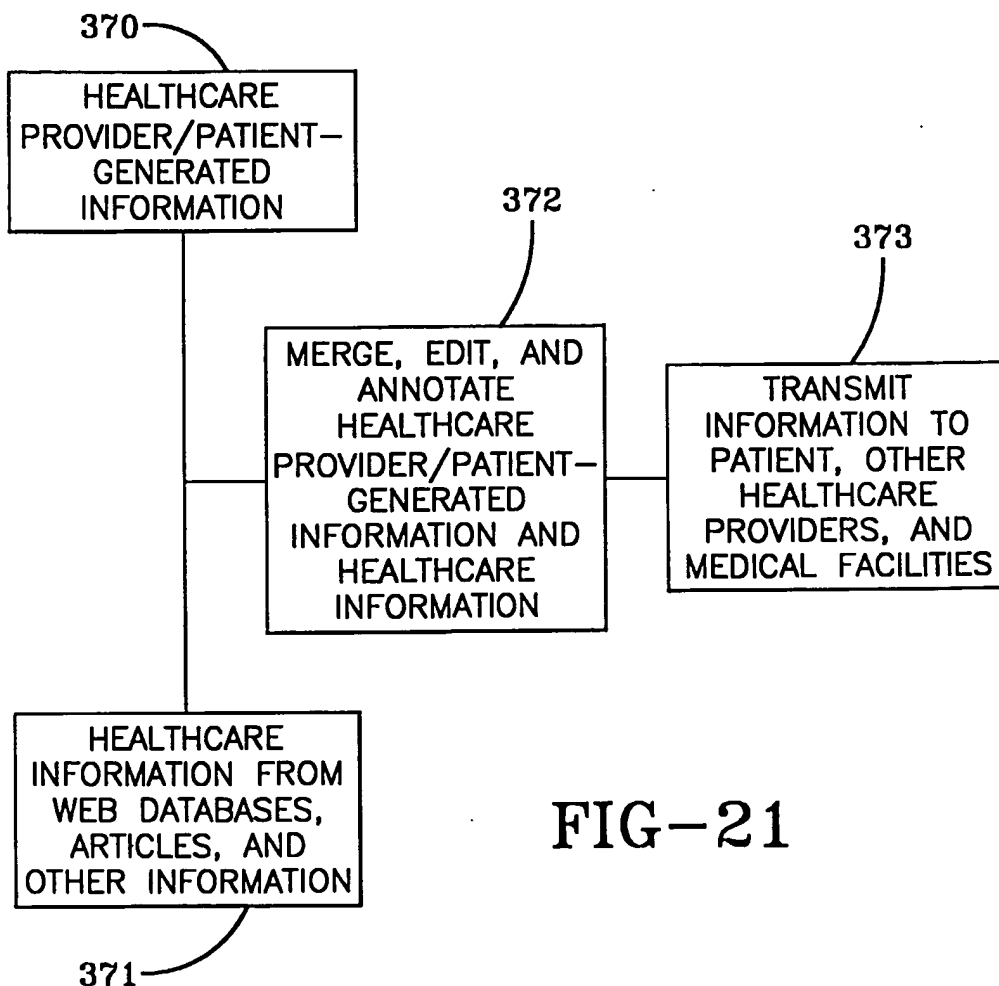 370
HEALTHCARE
PROVIDER/PATIENT-
GENERATED
INFORMATION
372
373
MERGE, EDIT, AND
ANNOTATE
HEALTHCARE
PROVIDER/PATIENT-
GENERATED
INFORMATION AND
HEALTHCARE
INFORMATION
TRANSMIT
INFORMATION TO
PATIENT, OTHER
HEALTHCARE
PROVIDERS, AND
MEDICAL FACILITIES
HEALTHCARE
INFORMATION FROM
WEB DATABASES,
ARTICLES, AND
OTHER INFORMATION
371
FIG-21